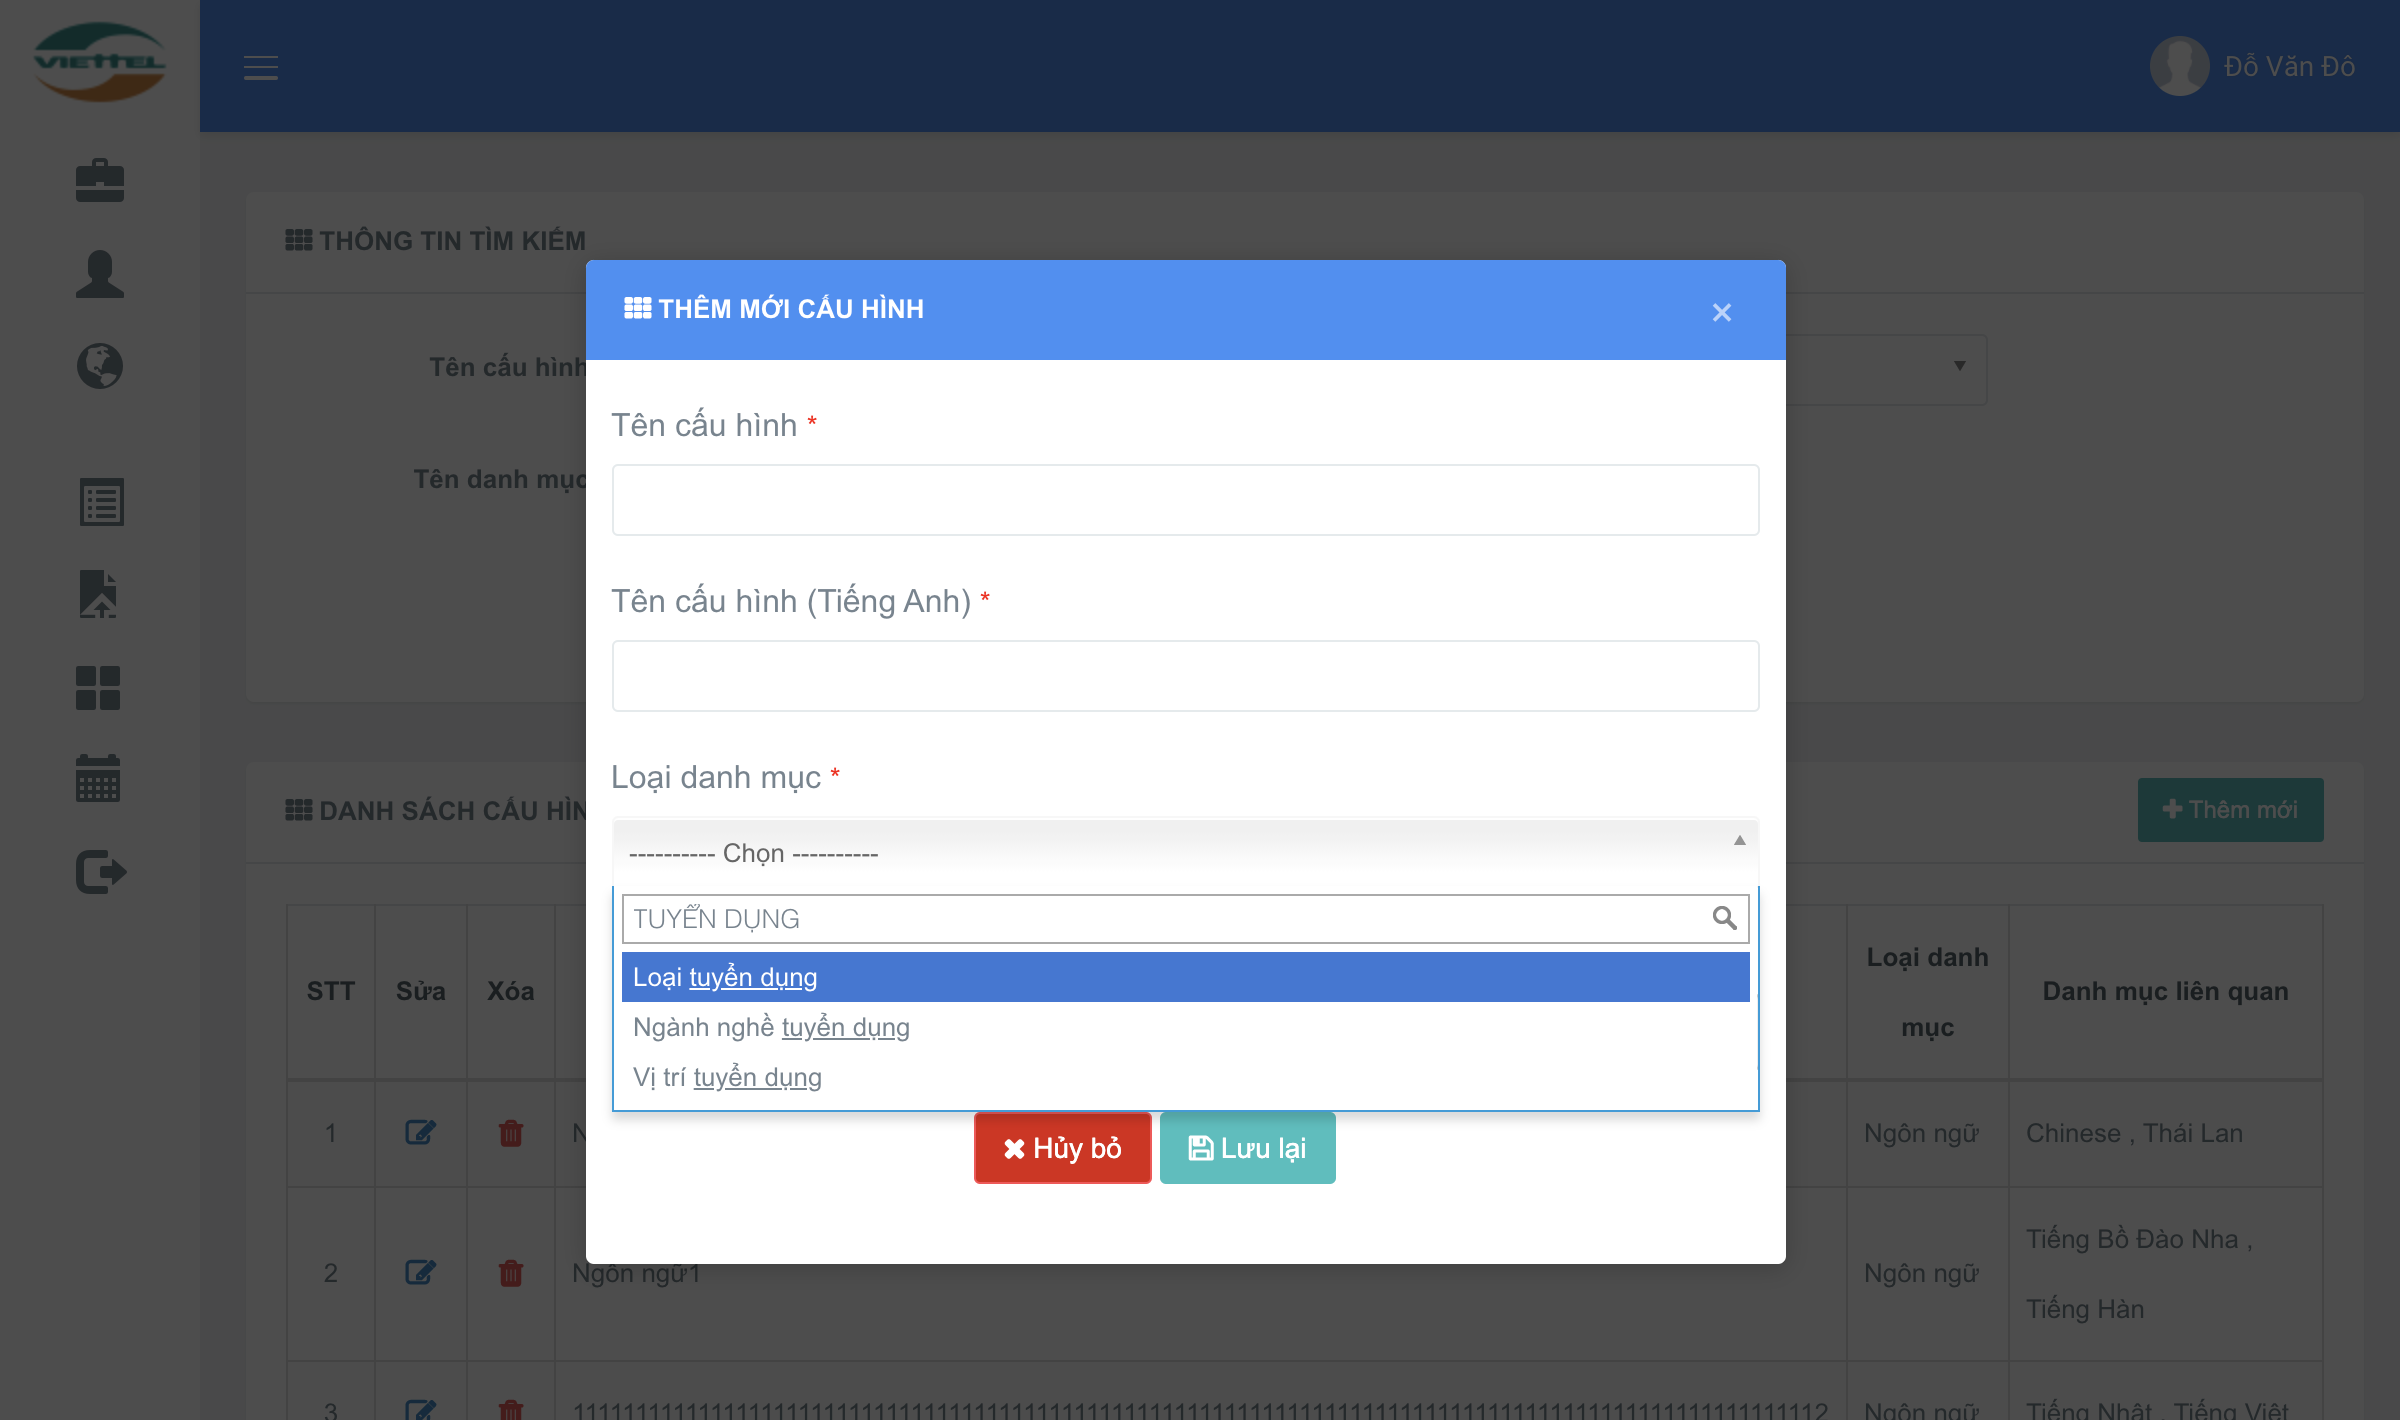 VIETTEL
Đỗ Văn Đô
THÔNG TIN TÌM KIẾM
Tên cấu hình
Tên danh mục
THÊM MỚI CẤU HÌNH
×
Tên cấu hình *
Tên cấu hình (Tiếng Anh) *
Loại danh mục *
---------- Chọn ----------
TUYỂN DỤNG
Loại tuyển dụng
Ngành nghề tuyển dụng
Vị trí tuyển dụng
Hủy bỏ
Lưu lại
DANH SÁCH CẤU HÌN
Thêm mới
STT
Sửa
Xóa
Loại danh
mục
Danh mục liên quan
1
N
Ngôn ngữ
Chinese , Thái Lan
2
Ngôn ngữ1
Ngôn ngữ
Tiếng Bồ Đào Nha ,
Tiếng Hàn
3
Ngôn ngữ
Tiếng Nhật , Tiếng Việt